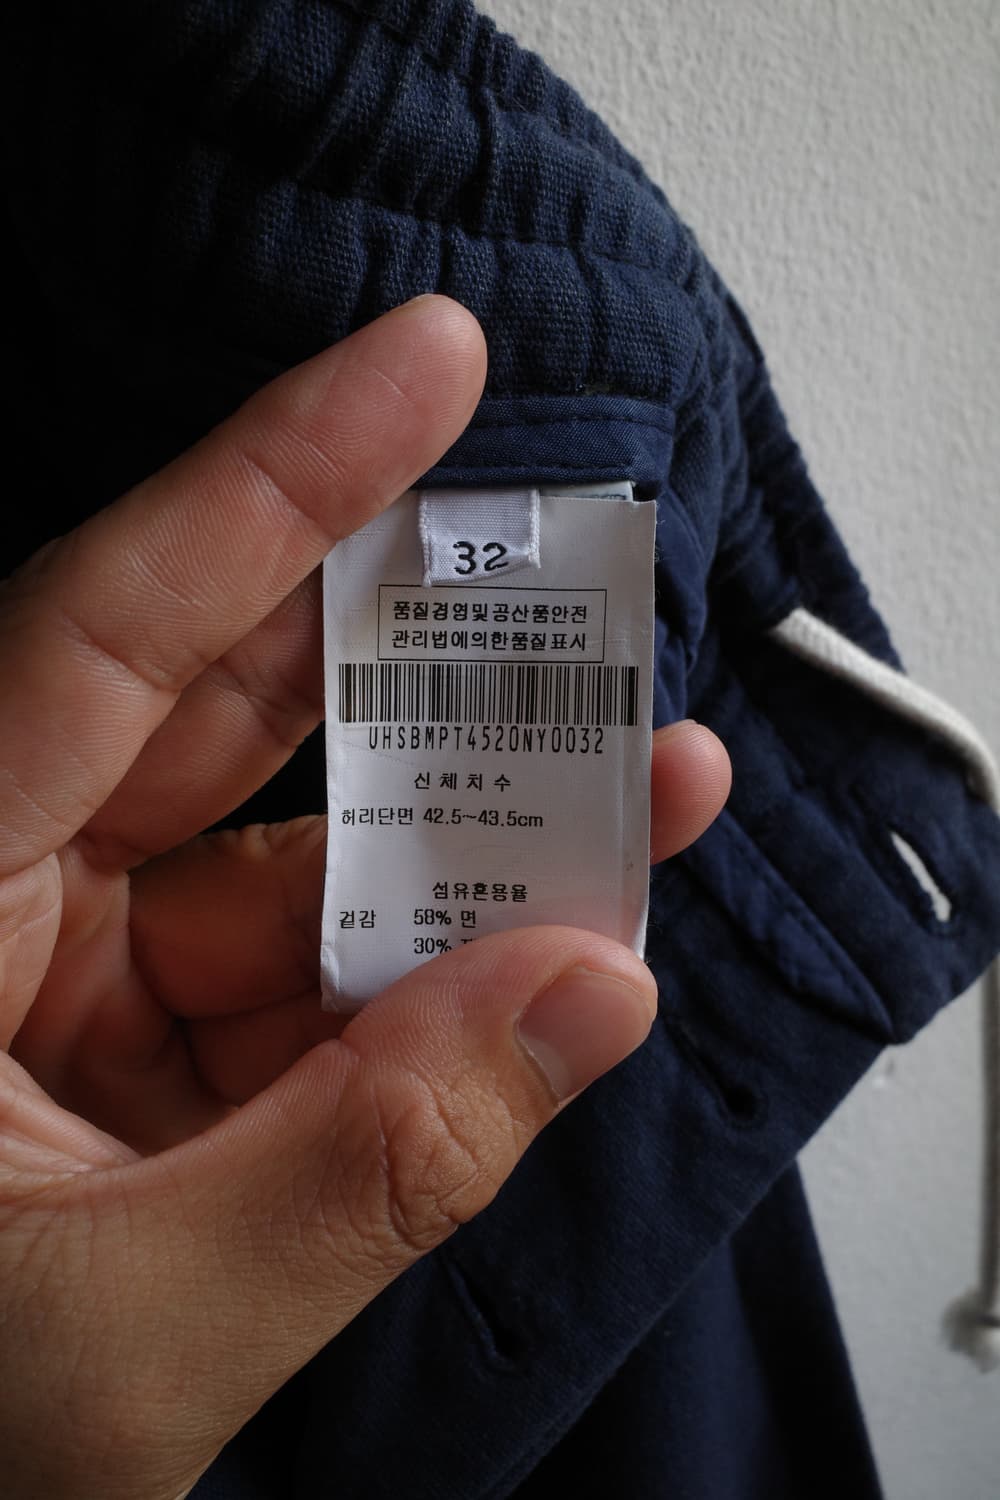 32
품질경영및공산품안전
관리법에의한품질표시
UHSBMPT4520NY0032
신체치수
허리단면 42.5~43.5cm
섬유혼용율
겉감 58% 면
30%